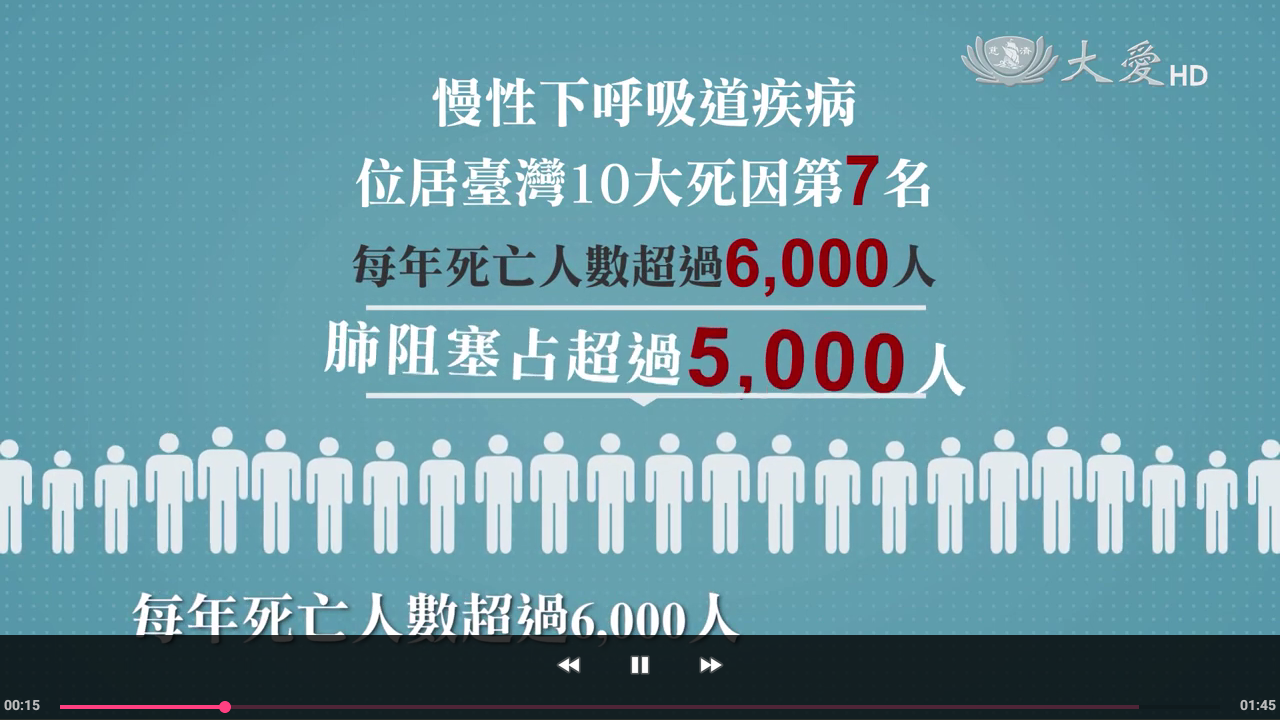 大愛HD
慢性下呼吸道疾病
位居臺灣10大死因第7名
每年死亡人數超過6,000人
肺阻塞占超過5,000人
每年死亡人數超過6,000人
00:15
01:45